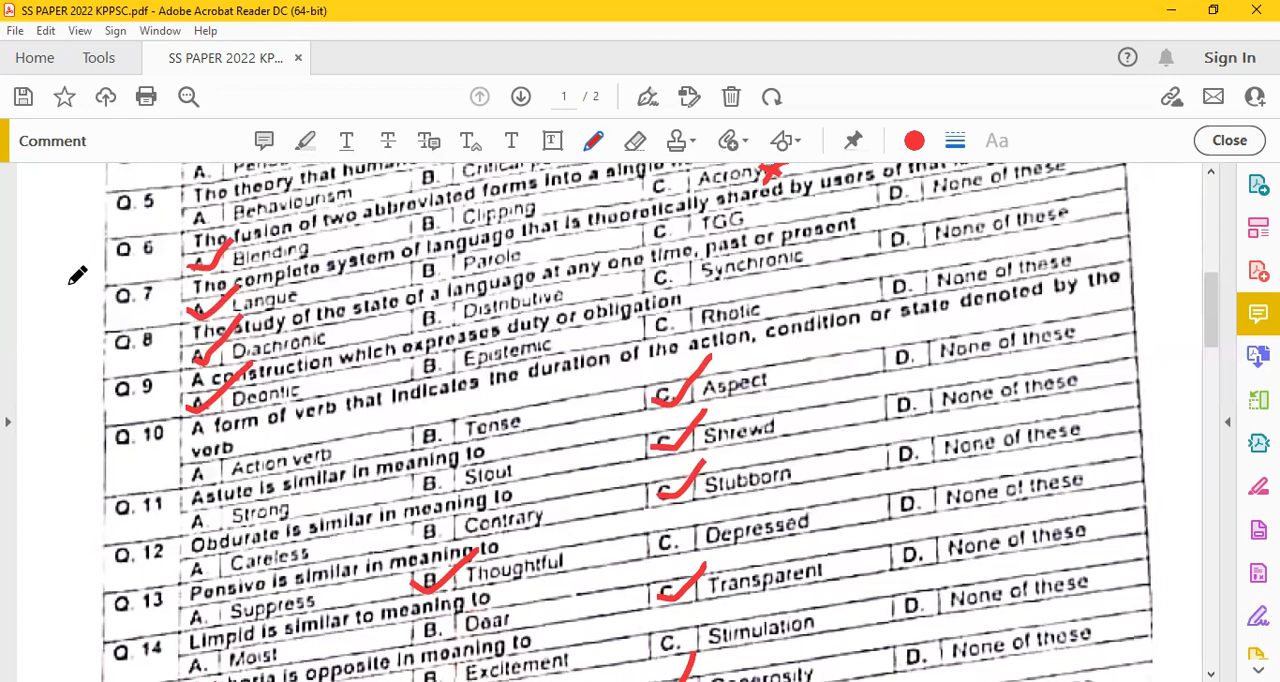 SS PAPER 2022 KPPSC.pdf - Adobe Acrobat Reader DC (64-bit)
File Edit View Sign Window Help
Home Tools SS PAPER 2022 KP... × Sign In
1 / 2
Comment Close
A. B. Critical
Q. 5 The theory that
A. Behaviourism B. Clipping C. D. None of these
Q 6 The fusion of two abbreviated forms into a single
A. Blending B. Clipping C. D. None of these
Q. 7 The complete system of language that is theoretically shared by users of that
A. Langue B. Parole C. TGG D. None of these
Q. 8 The study of the state of a language at any one time, past or present
A. Diachronic B. Distributive C. Synchronic D. None of these
Q. 9 A construction which expresses duty or obligation
A. Deontic B. Epistemic C. Rhotic D. None of these
Q. 10 A form of verb that indicates the duration of the action, condition or state denoted by the
verb
A Action verb B. Tense C. Aspect D. None of these
Q. 11 Astute is similar in meaning to
A. Strong B. Stout C. Shrewd D. None of these
Q. 12 Obdurate is similar in meaning to
A Careless B. Contrary C. Stubborn D. None of these
Q. 13 Pensive is similar in meaning to
A. Suppress B. Thoughtful C. Depressed D. None of these
Q. 14 Limpid is similar to meaning to
A. Moist B. Dear C. Transparent D. None of these
is opposite in meaning to
B. Excitement C. Stimulation D. None of these
D. None of these